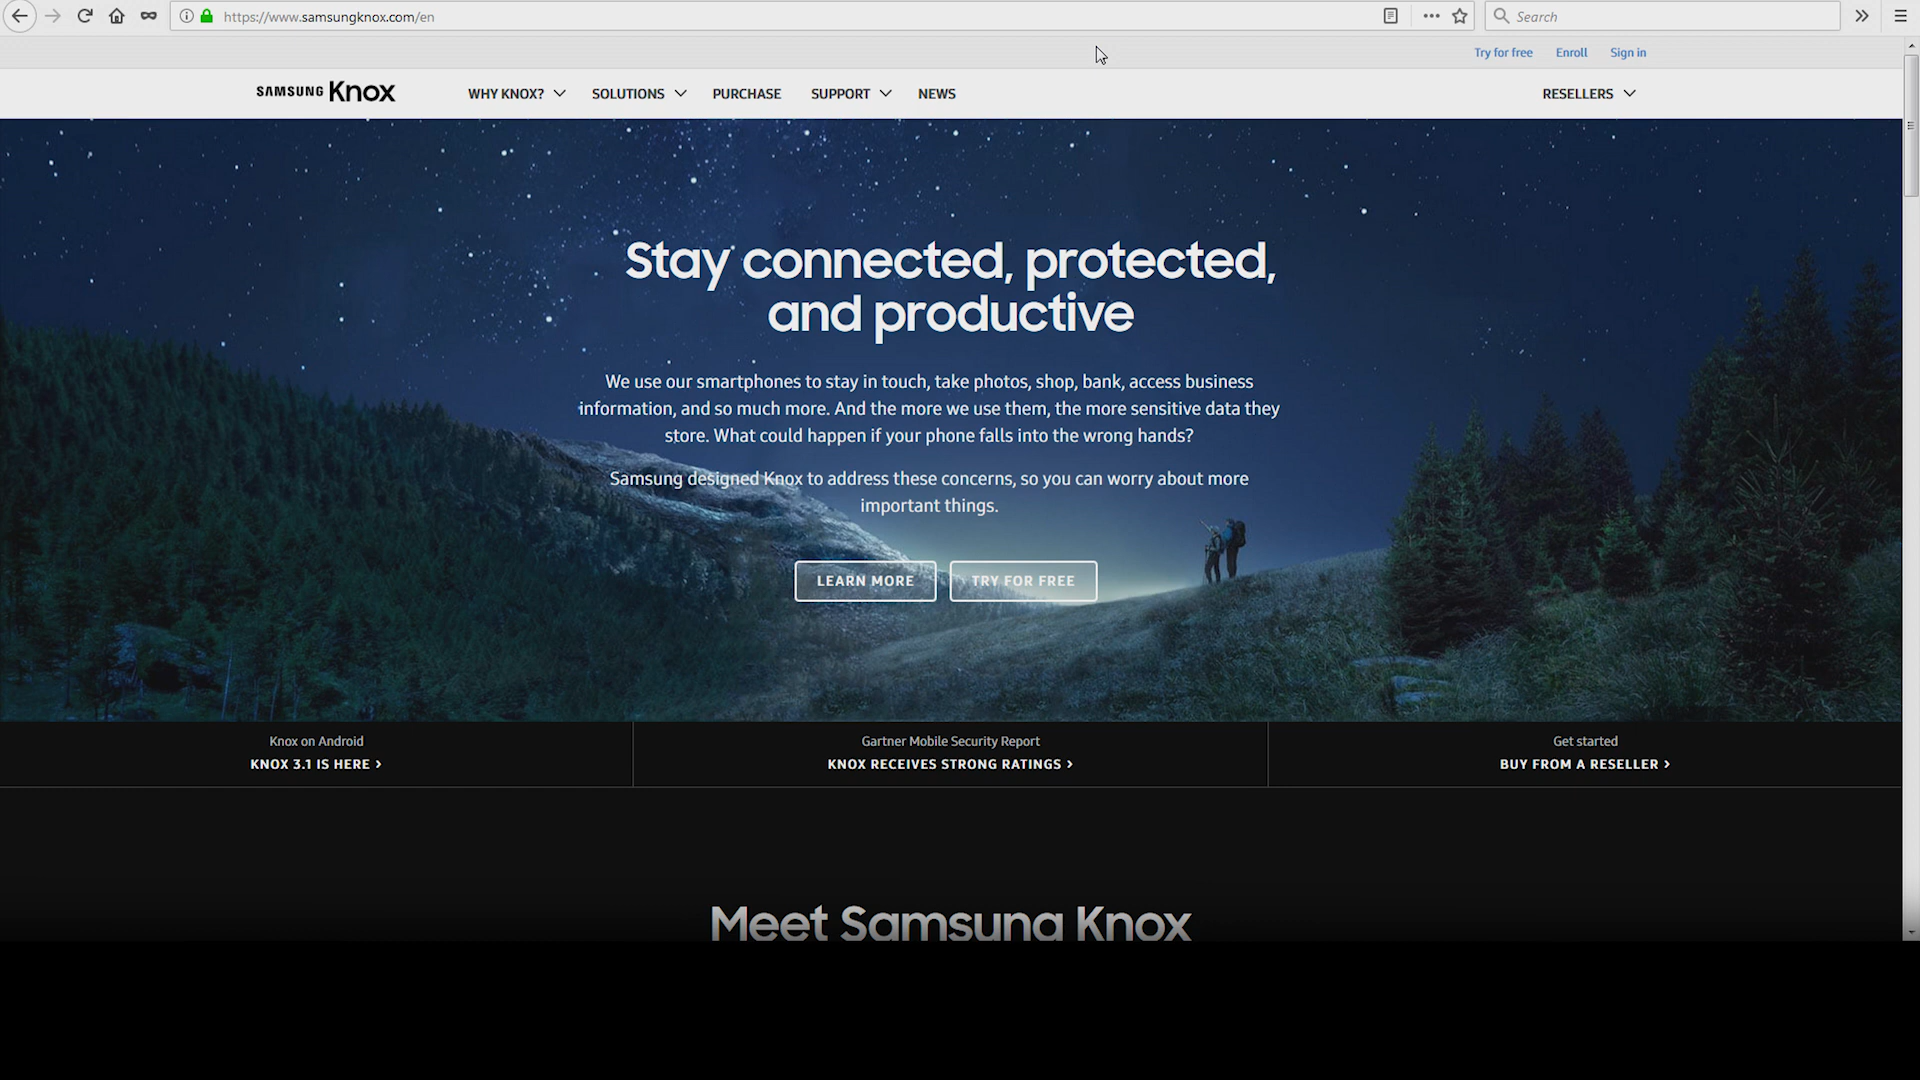 https://www.samsungknox.com/en
Search
Try for free Enroll Sign in
SAMSUNG Knox WHY KNOX? SOLUTIONS PURCHASE SUPPORT NEWS RESELLERS
Stay connected, protected,
and productive
We use our smartphones to stay in touch, take photos, shop, bank, access business
information, and so much more. And the more we use them, the more sensitive data they
store. What could happen if your phone falls into the wrong hands?
Samsung designed Knox to address these concerns, so you can worry about more
important things.
LEARN MORE TRY FOR FREE
Knox on Android
KNOX 3.1 IS HERE >
Gartner Mobile Security Report
KNOX RECEIVES STRONG RATINGS >
Get started
BUY FROM A RESELLER >
Meet Samsung Knox